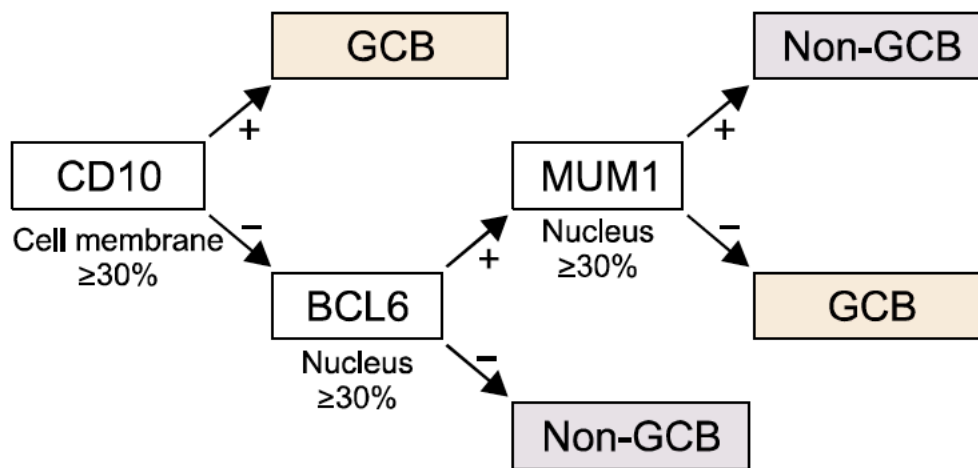 GCB
Non-GCB
+
+
CD10
MUM1
Cell membrane
≥30%
−
Nucleus
≥30%
−
+
BCL6
GCB
Nucleus
≥30%
−
Non-GCB